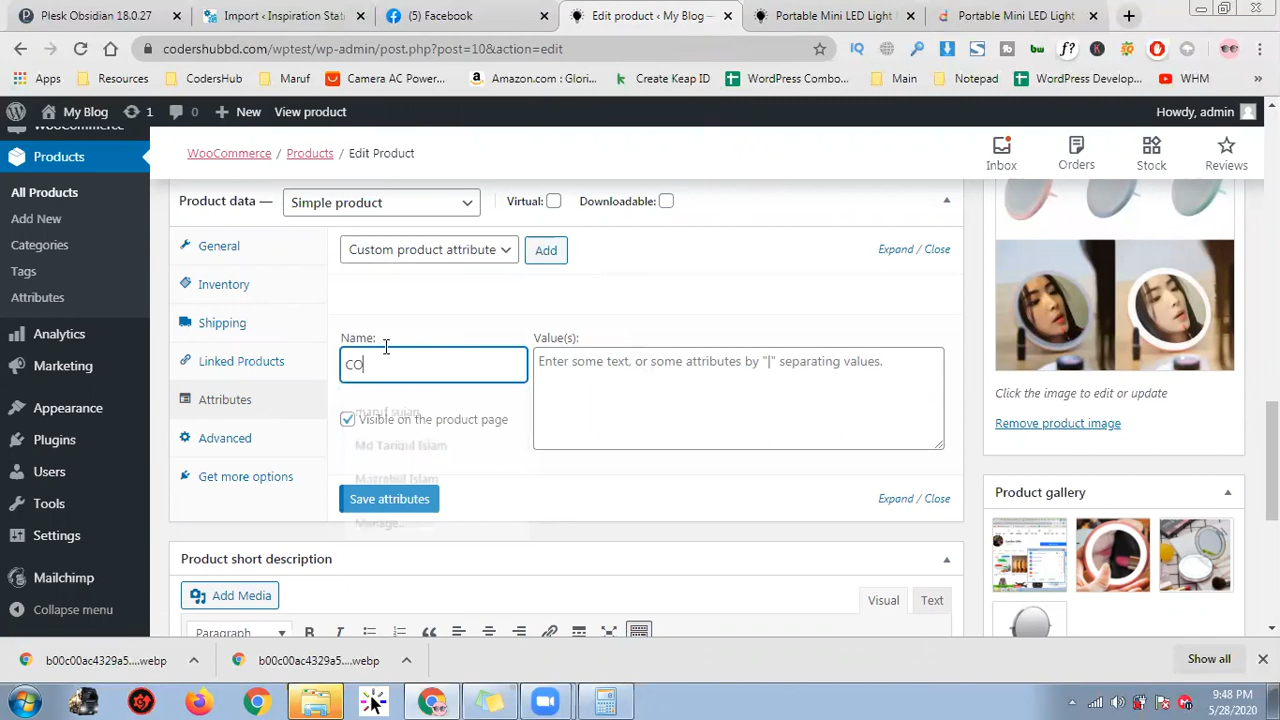 Plesk Obsidian 18.0.27
Import ‹ Inspiration Stati
(5) Facebook
Edit product ‹ My Blog —
Portable Mini LED Light
Portable Mini LED Light
codershubbd.com/wptest/wp-admin/post.php?post=10&action=edit
Apps
Resources
CodersHub
Maruf
Camera AC Powe...
Amazon.com : Glori...
Create Keap ID
WordPress Combo...
Main
Notepad
WordPress Develop...
WHM
My Blog
1
0
New
View product
Howdy, admin
WooCommerce
WooCommerce / Products / Edit Product
Inbox
Orders
Stock
Reviews
Products
All Products
Add New
Categories
Tags
Attributes
Analytics
Marketing
Appearance
Plugins
Users
Tools
Settings
Mailchimp
Collapse menu
Product data —
Simple product
Virtual:
Downloadable:
General
Inventory
Shipping
Linked Products
Attributes
Advanced
Get more options
Custom product attribute
Add
Expand / Close
Name:
Value(s):
CO
Enter some text, or some attributes by "|" separating values.
Visible on the product page
Md Tariqul Islam
Save attributes
Expand / Close
Product short description
Add Media
Visual
Text
Paragraph
Click the image to edit or update
Remove product image
Product gallery
b00c00ac4329a5....webp
b00c00ac4329a5....webp
Show all
9:48 PM
5/28/2020